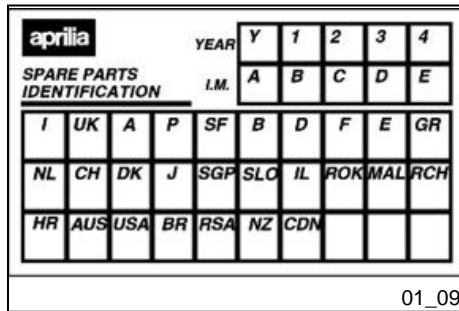 aprilia
YEAR Y 1 2 3 4
SPARE PARTS
IDENTIFICATION
I.M. A B C D E
I UK A P SF B D F E GR
NL CH DK J SGP SLO IL ROK MAL RCH
HR AUS USA BR RSA NZ CDN
01_09